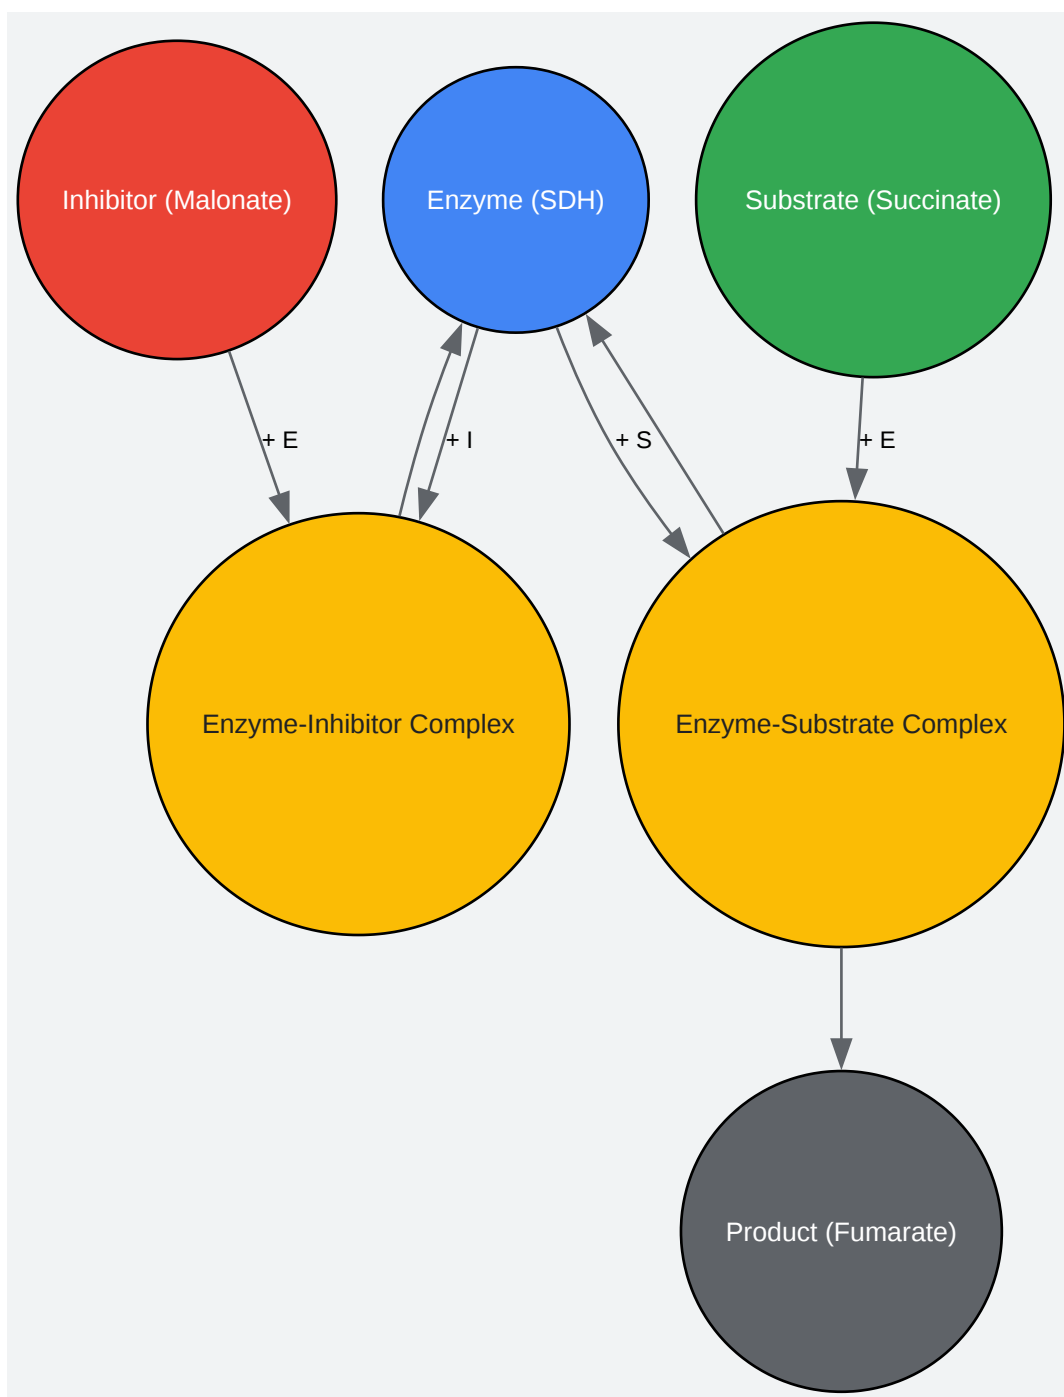 Inhibitor (Malonate)
Enzyme (SDH)
Substrate (Succinate)
+ E
+ I
+ S
+ E
Enzyme-Inhibitor Complex
Enzyme-Substrate Complex
Product (Fumarate)